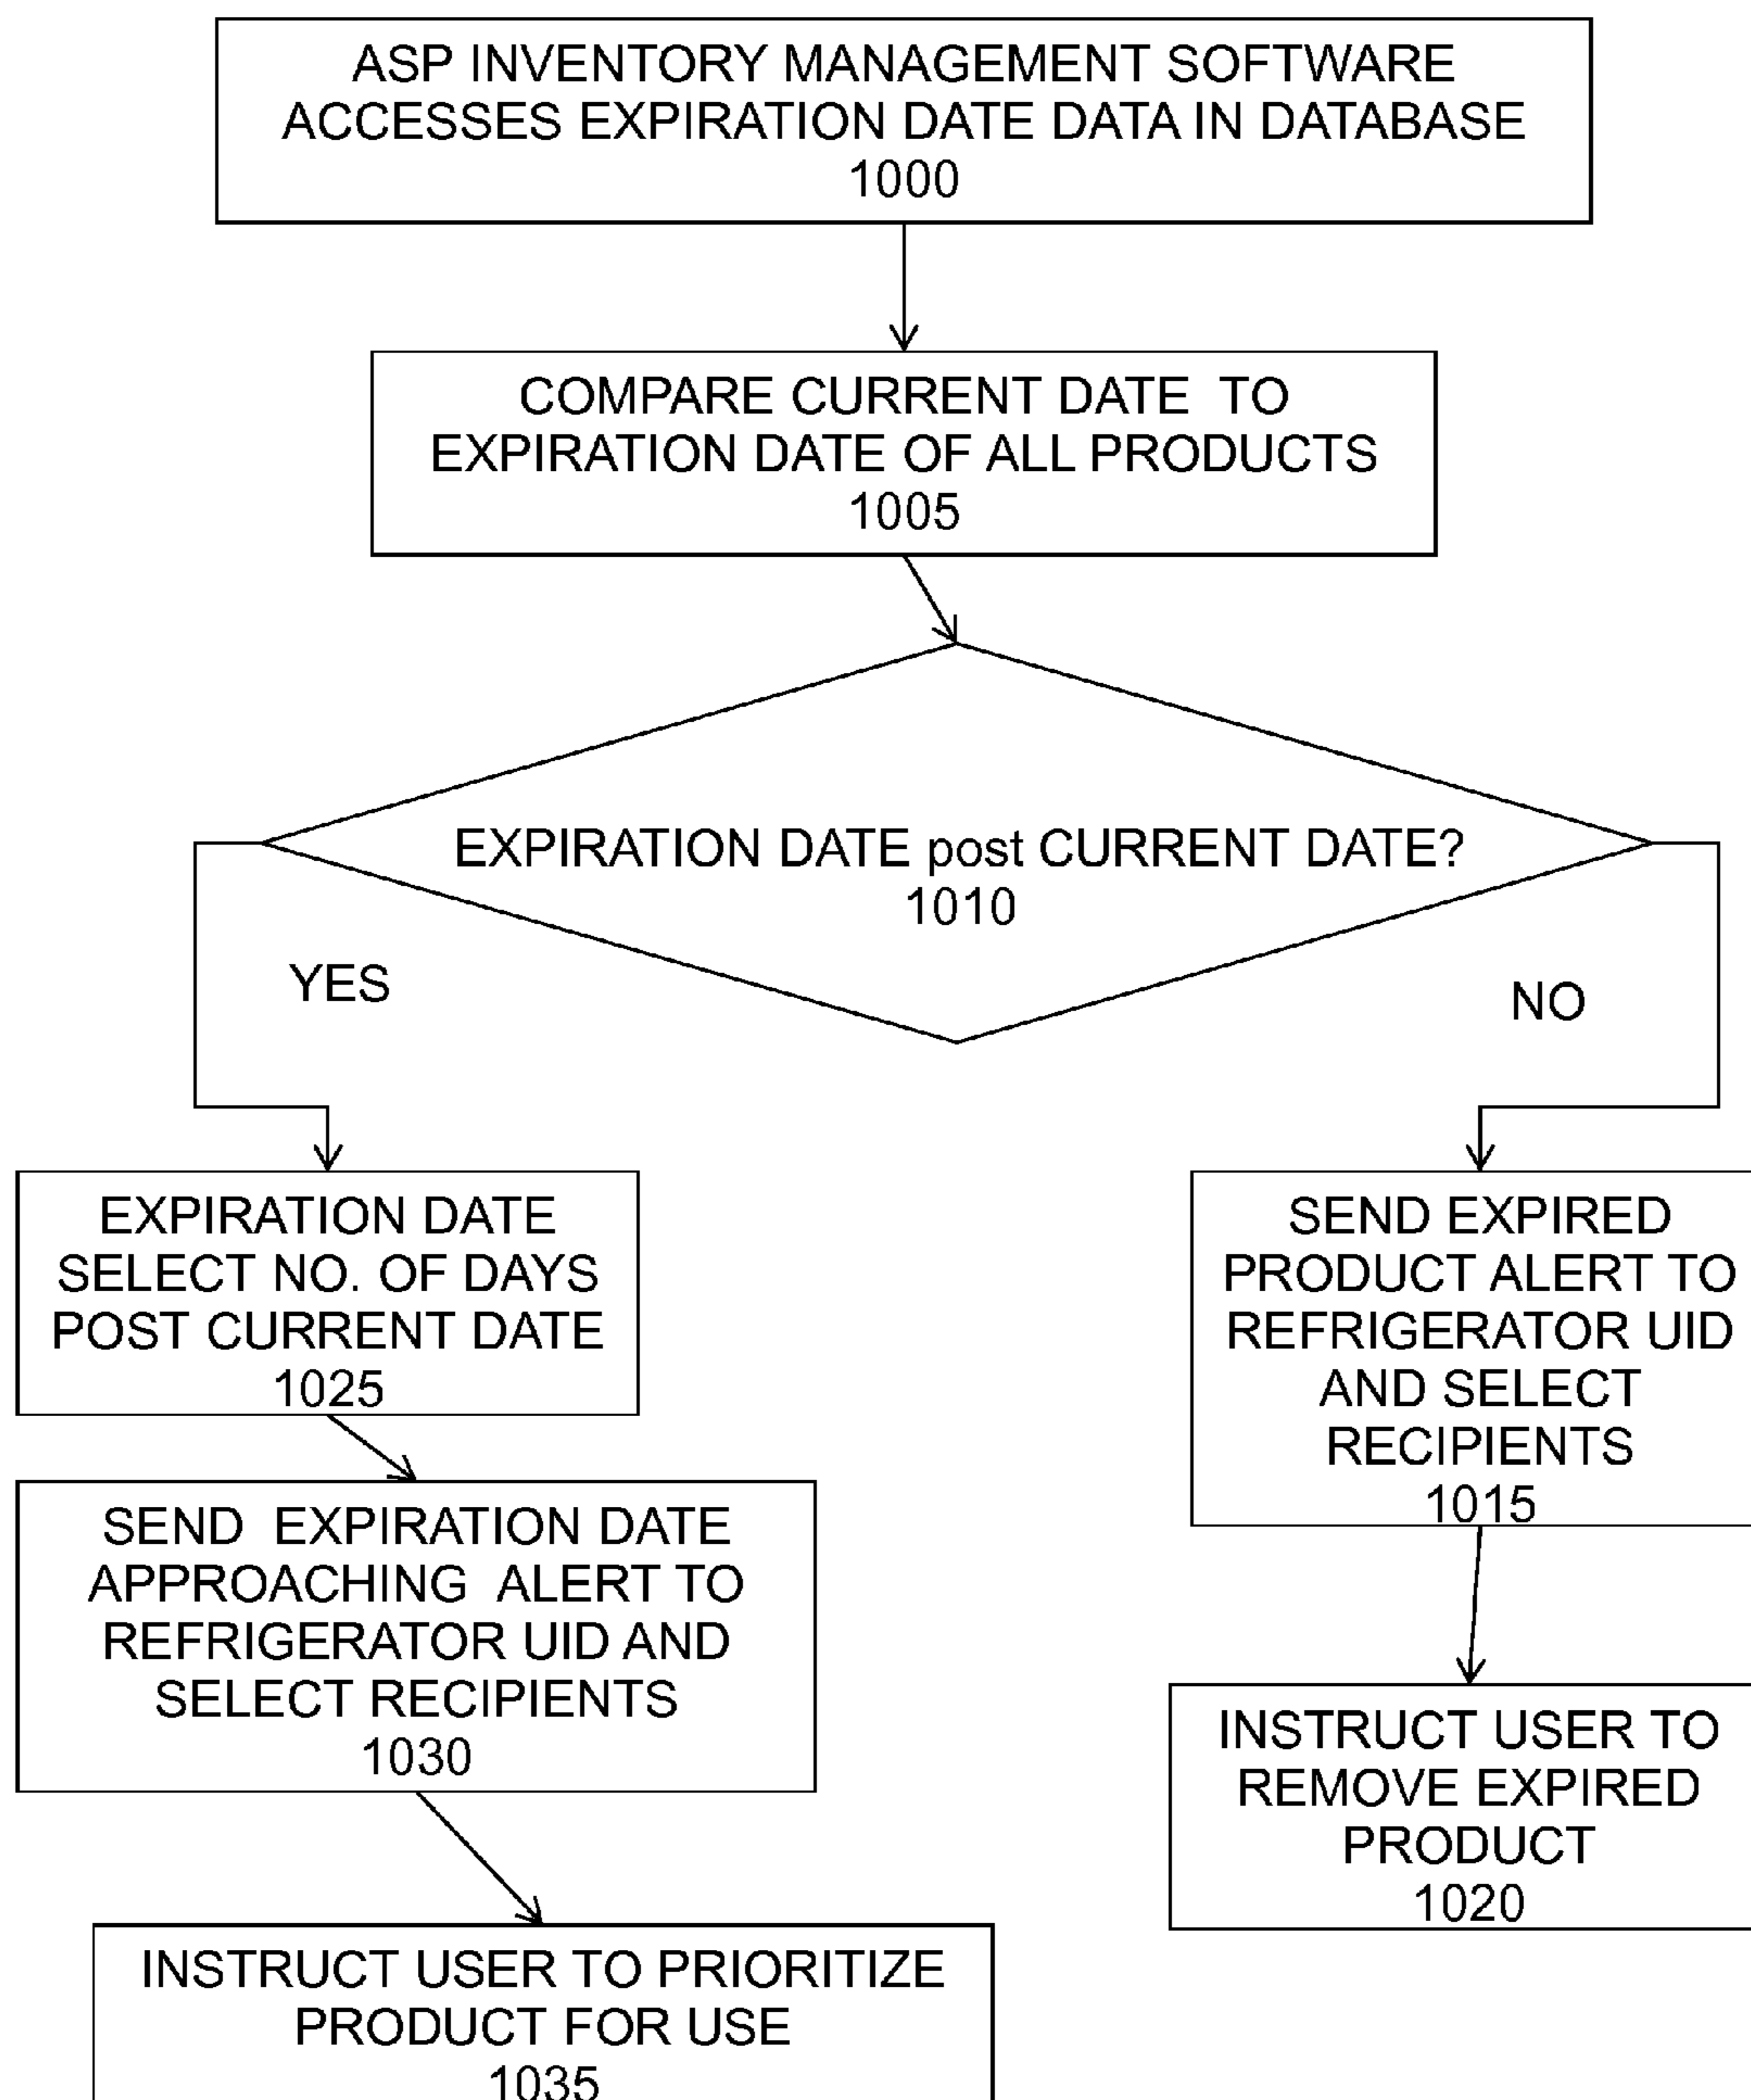 ASP INVENTORY MANAGEMENT SOFTWARE
ACCESSES EXPIRATION DATE DATA IN DATABASE
1000
COMPARE CURRENT DATE TO
EXPIRATION DATE OF ALL PRODUCTS
1005
EXPIRATION DATE post CURRENT DATE?
1010
YES
NO
EXPIRATION DATE
SELECT NO. OF DAYS
POST CURRENT DATE
1025
SEND EXPIRATION DATE
APPROACHING ALERT TO
REFRIGERATOR UID AND
SELECT RECIPIENTS
1030
INSTRUCT USER TO PRIORITIZE
PRODUCT FOR USE
1035
SEND EXPIRED
PRODUCT ALERT TO
REFRIGERATOR UID
AND SELECT
RECIPIENTS
1015
INSTRUCT USER TO
REMOVE EXPIRED
PRODUCT
1020